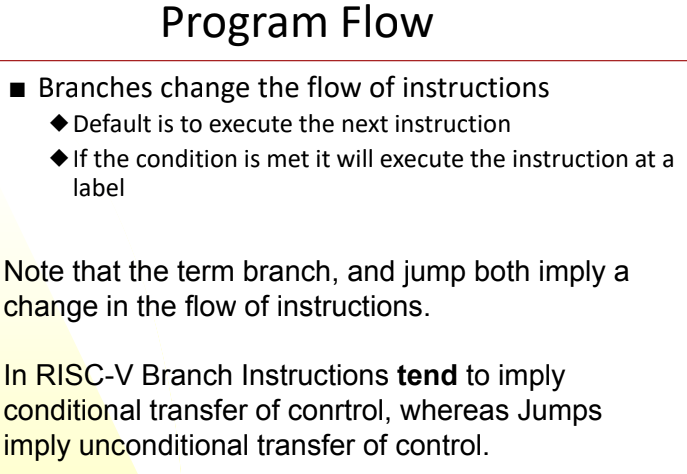 Program Flow
■ Branches change the flow of instructions
◆ Default is to execute the next instruction
◆ If the condition is met it will execute the instruction at a
label
Note that the term branch, and jump both imply a
change in the flow of instructions.
In RISC-V Branch Instructions tend to imply
conditional transfer of conrtrol, whereas Jumps
imply unconditional transfer of control.